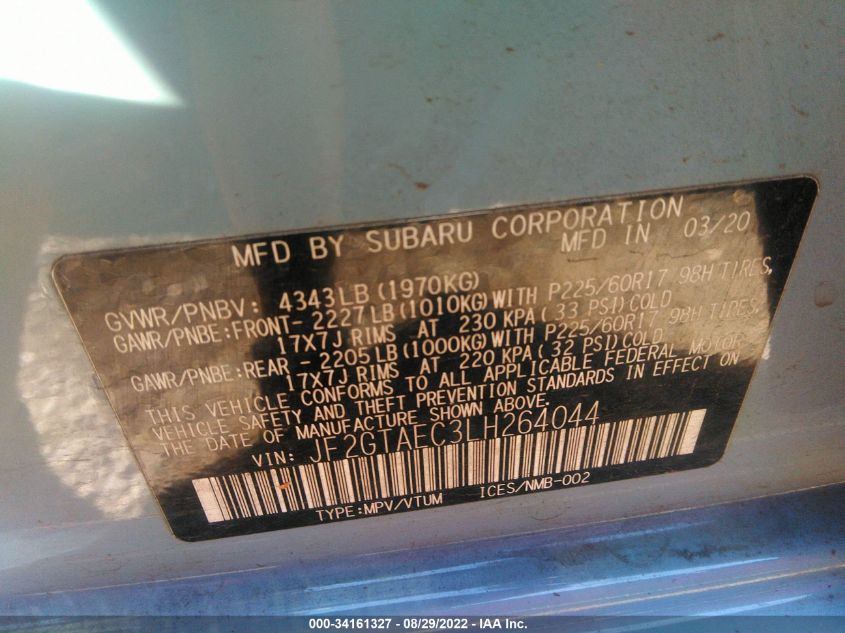 MFD BY SUBARU CORPORATION
MFD IN 03/20
GVWR/PNBV: 4343LB(1970KG)
GAWR/PNBE:FRONT- 2227LB(1010KG)WITH P225/60R17 98H TIRES,
17X7J RIMS AT 230 KPA( 33 PSI)COLD
GAWR/PNBE:REAR - 2205LB(1000KG)WITH P225/60R17 98H TIRES,
17X7J RIMS AT 220 KPA( 32 PSI)COLD
THIS VEHICLE CONFORMS TO ALL APPLICABLE FEDERAL MOTOR
VEHICLE SAFETY AND THEFT PREVENTION STANDARDS IN EFFECT ON
THE DATE OF MANUFACTURE SHOWN ABOVE.
VIN: JF2GTAEC3LH264044
TYPE:MPV/VTUM ICES/NMB-002
000-34161327 - 08/29/2022 - IAA Inc.